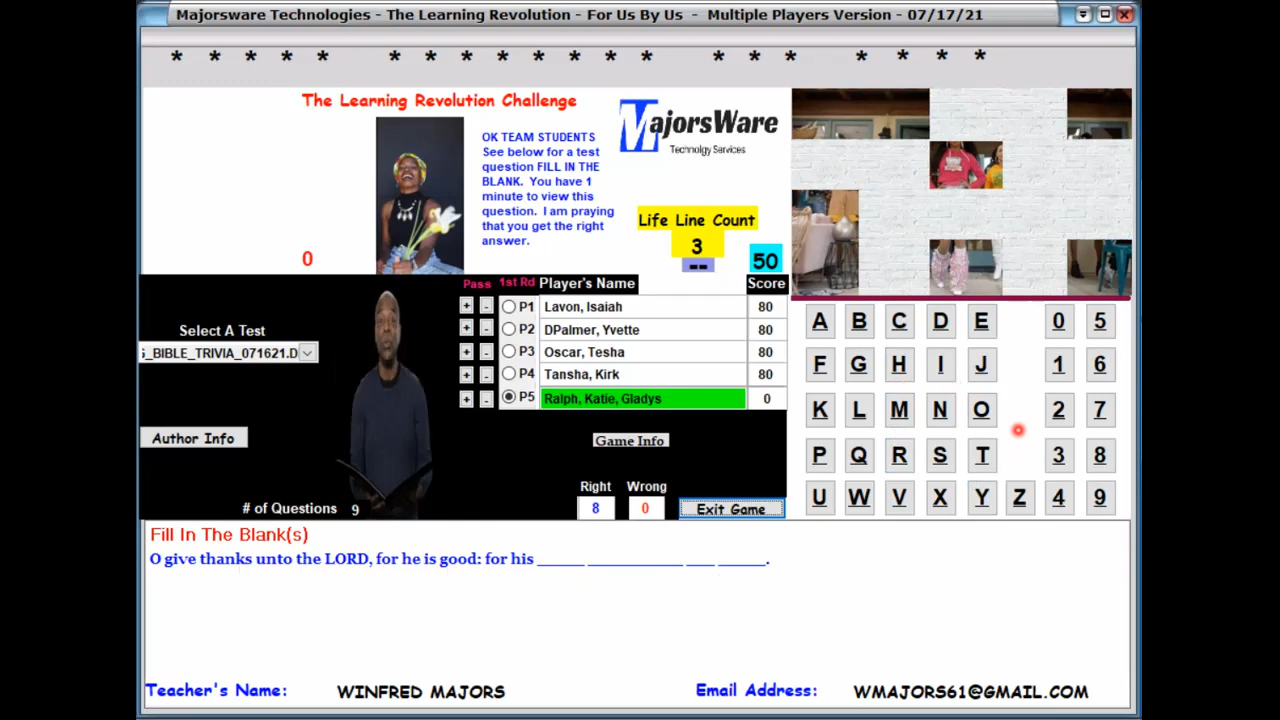 Majorsware Technologies - The Learning Revolution - For Us By Us - Multiple Players Version - 07/17/21
* * * * * * * * * * * * * * * * * * * *
The Learning Revolution Challenge
MajorsWare
Technolgy Services
OK TEAM STUDENTS
See below for a test
question FILL IN THE
BLANK. You have 1
minute to view this
question. I am praying
that you get the right
answer.
Life Line Count
3
--
0
50
Pass 1st Rd Player's Name Score
+ - P1 Lavon, Isaiah 80
+ - P2 DPalmer, Yvette 80
+ - P3 Oscar, Tesha 80
+ - P4 Tansha, Kirk 80
+ - P5 Ralph, Katie, Gladys 0
Select A Test
_BIBLE_TRIVIA_071621.D
Author Info
Game Info
Right Wrong
# of Questions 9
8 0 Exit Game
A B C D E 0 5
F G H I J 1 6
K L M N O 2 7
P Q R S T 3 8
U W V X Y Z 4 9
Fill In The Blank(s)
O give thanks unto the LORD, for he is good: for his ______ ____________ ____ ______.
Teacher's Name: WINFRED MAJORS Email Address: WMAJORS61@GMAIL.COM